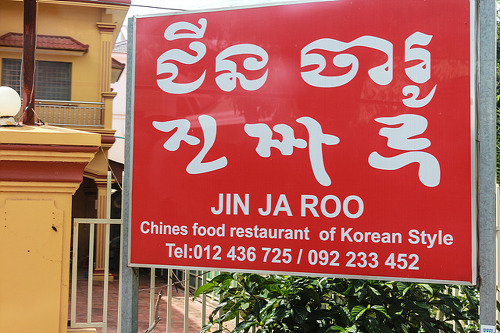 ជីន ចារូ
진짜루
JIN JA ROO
Chines food restaurant of Korean Style
Tel:012 436 725 / 092 233 452